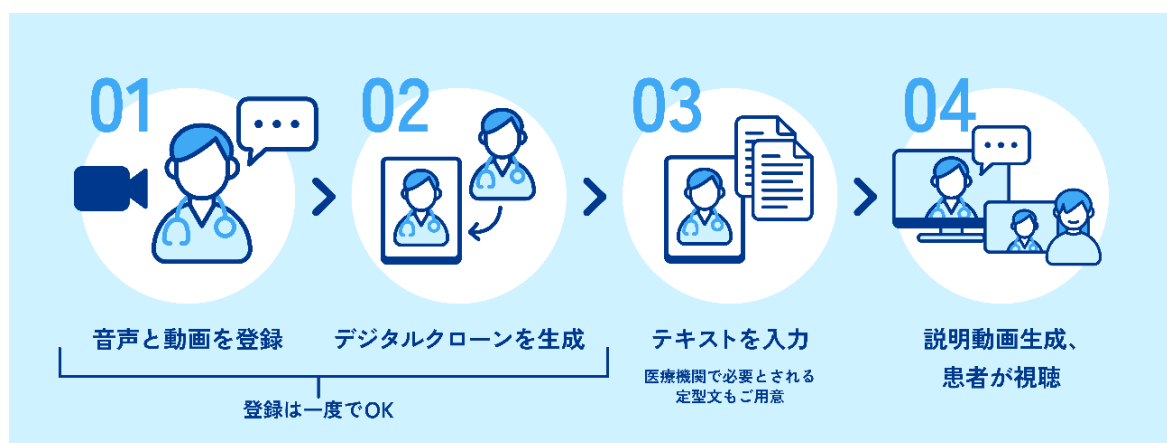 01
02
03
04
音声と動画を登録
デジタルクローンを生成
テキストを入力
説明動画生成、
患者が視聴
医療機関で必要とされる
定型文もご用意
登録は一度でOK